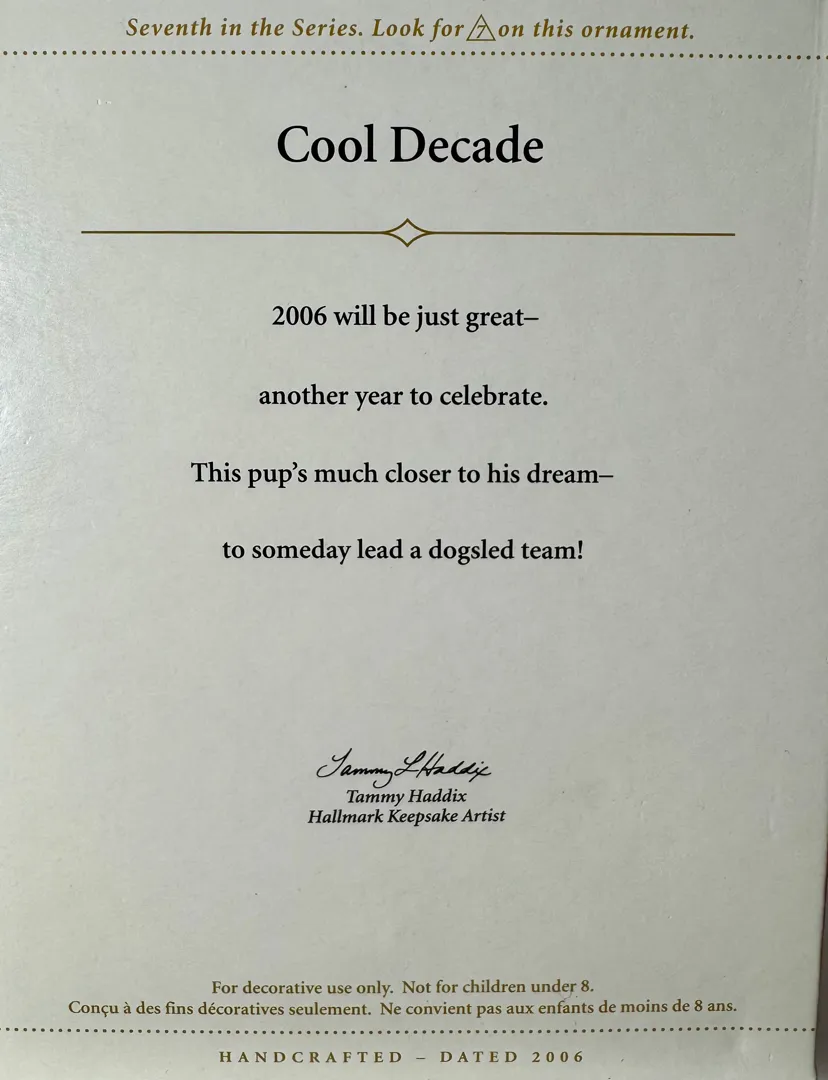 Seventh in the Series. Look for 7 on this ornament.
Cool Decade
2006 will be just great–
another year to celebrate.
This pup's much closer to his dream–
to someday lead a dogsled team!
Tammy L Haddix
Tammy Haddix
Hallmark Keepsake Artist
For decorative use only. Not for children under 8.
Conçu à des fins décoratives seulement. Ne convient pas aux enfants de moins de 8 ans.
HANDCRAFTED – DATED 2006